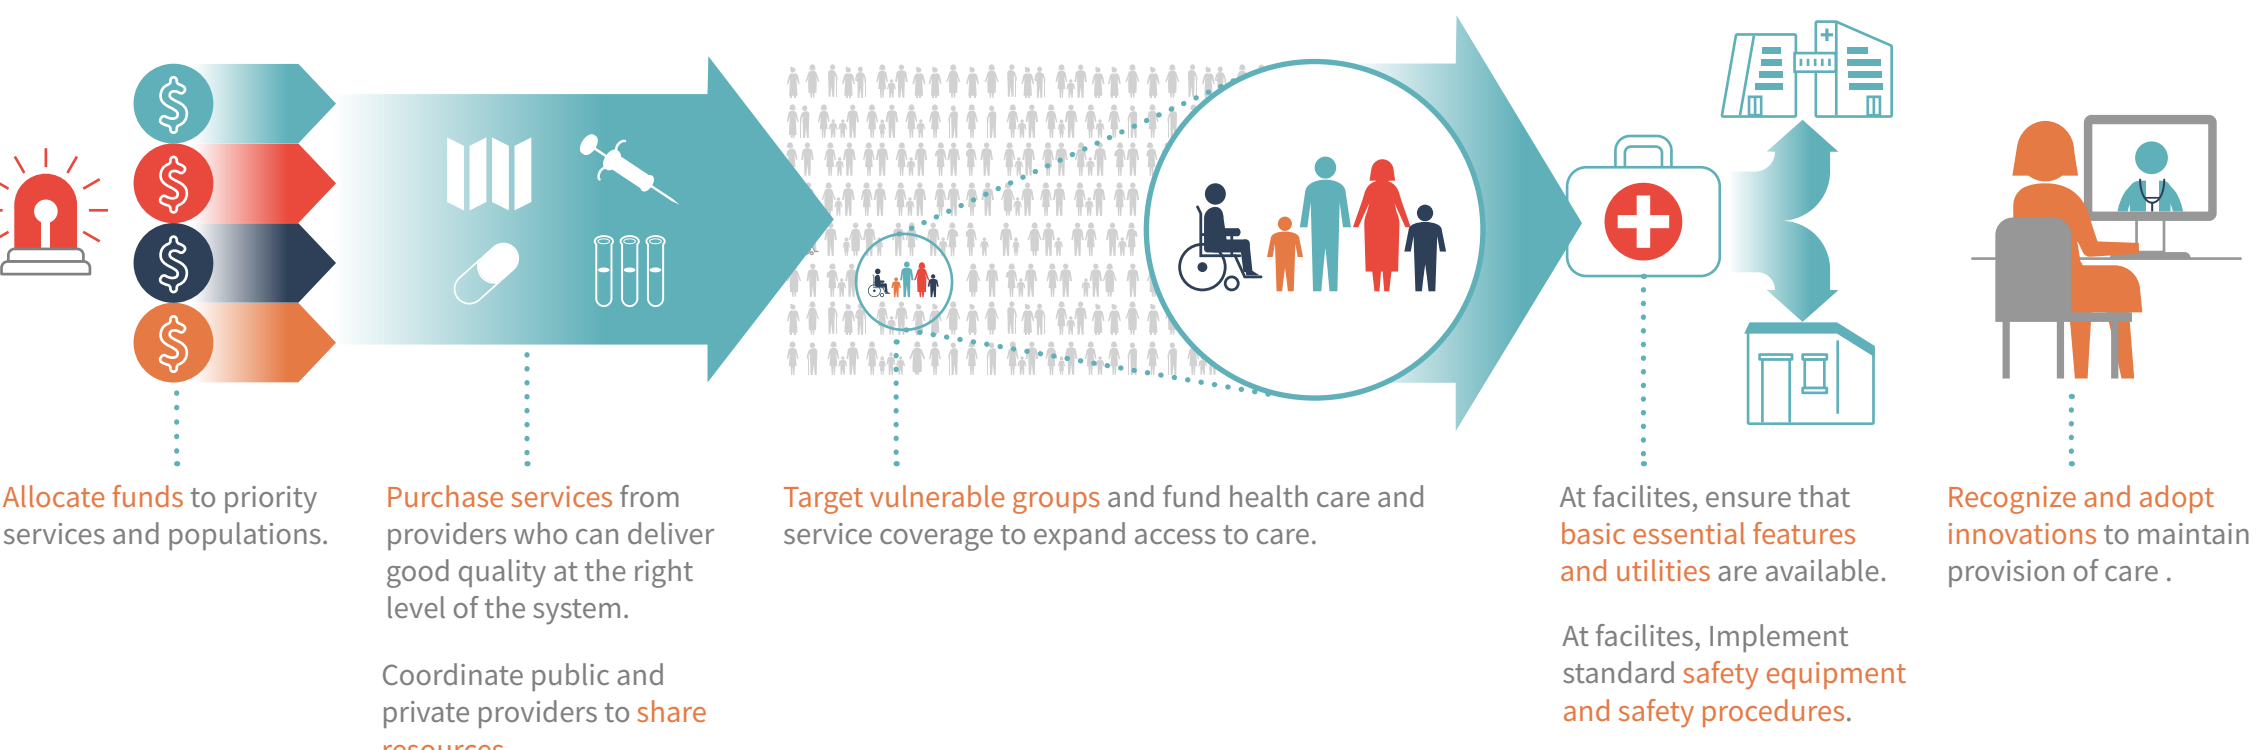 Allocate funds to priority
services and populations.
Purchase services from
providers who can deliver
good quality at the right
level of the system.
Coordinate public and
private providers to share
resources
Target vulnerable groups and fund health care and
service coverage to expand access to care.
At facilites, ensure that
basic essential features
and utilities are available.
At facilites, Implement
standard safety equipment
and safety procedures.
Recognize and adopt
innovations to maintain
provision of care .